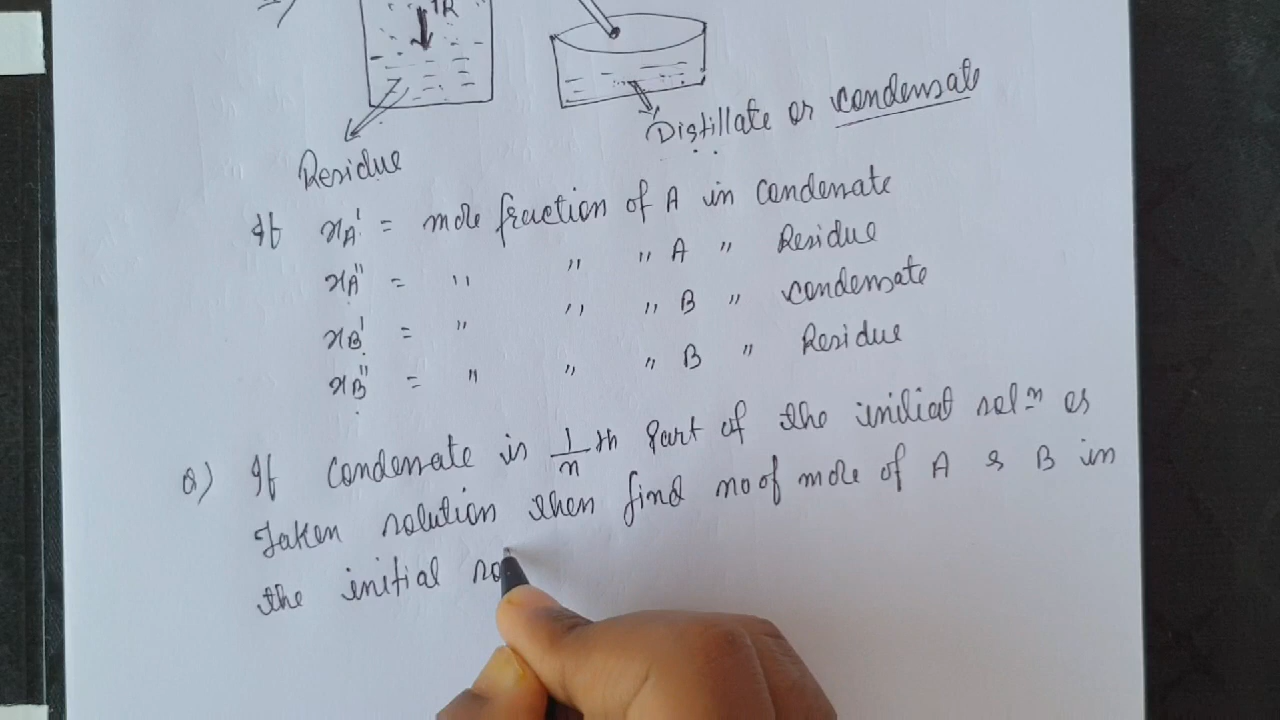 Distillate or condensate
Residue
If xA' = mole fraction of A in condensate
xA'' = '' '' '' A '' Residue
xB' = '' '' '' B '' condensate
xB'' = '' '' '' B '' Residue
Q) If condensate is 1/n th part of the initial solⁿ or
Taken solution then find no of mole of A & B in
the initial so